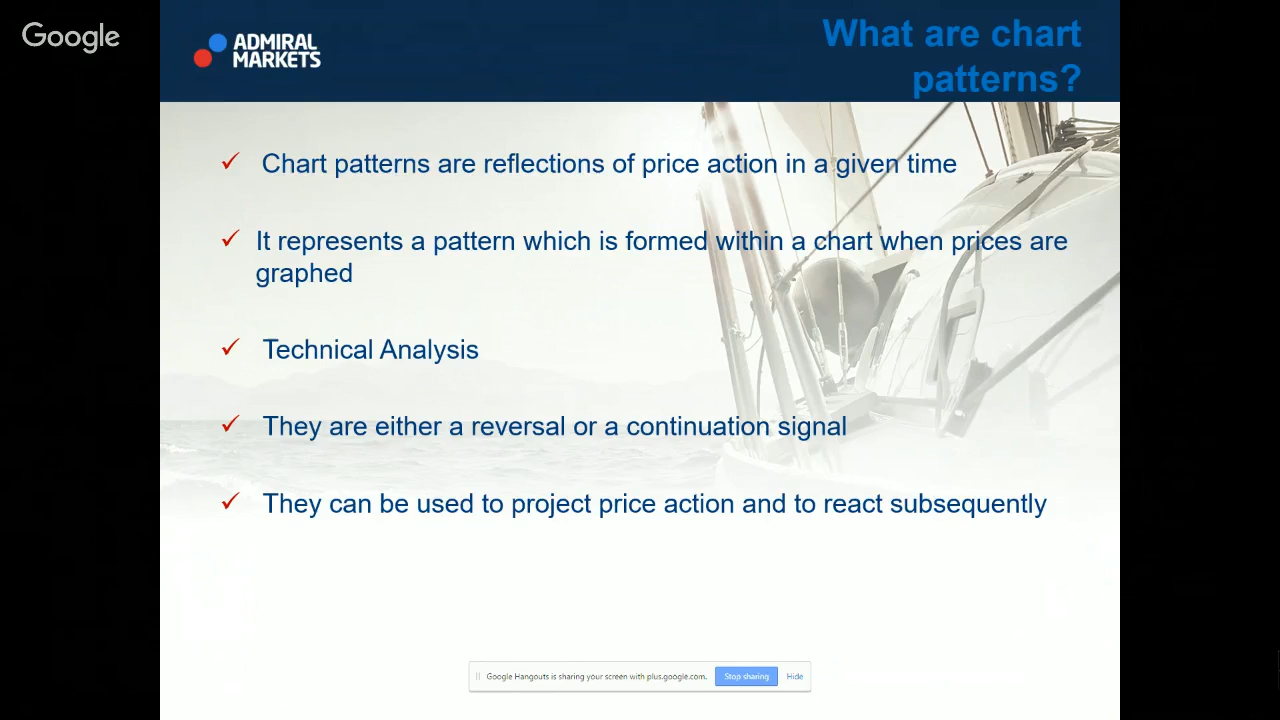 Google
ADMIRAL
MARKETS
What are chart
patterns?
✓ Chart patterns are reflections of price action in a given time
✓ It represents a pattern which is formed within a chart when prices are
graphed
✓ Technical Analysis
✓ They are either a reversal or a continuation signal
✓ They can be used to project price action and to react subsequently
Google Hangouts is sharing your screen with plus.google.com. Stop sharing Hide